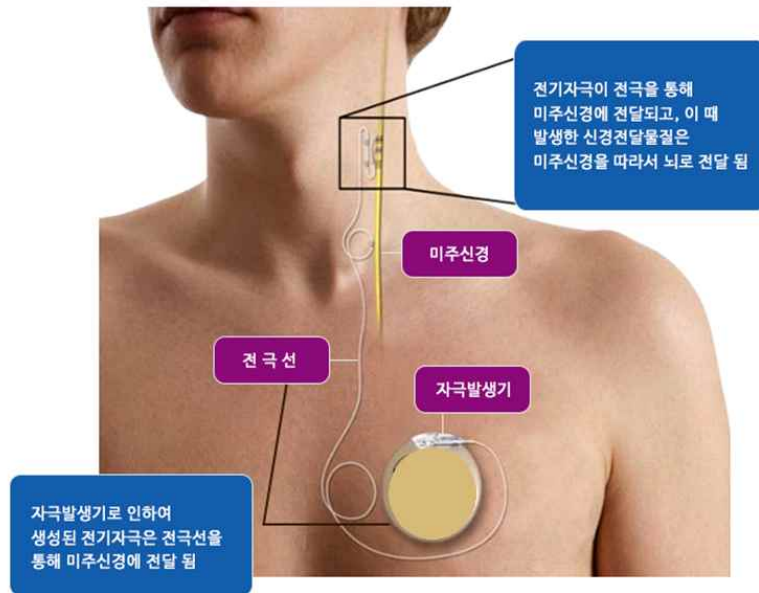 전기자극이 전극을 통해
미주신경에 전달되고, 이 때
발생한 신경전달물질은
미주신경을 따라서 뇌로 전달 됨
미주신경
전 극 선
자극발생기
자극발생기로 인하여
생성된 전기자극은 전극선을
통해 미주신경에 전달 됨